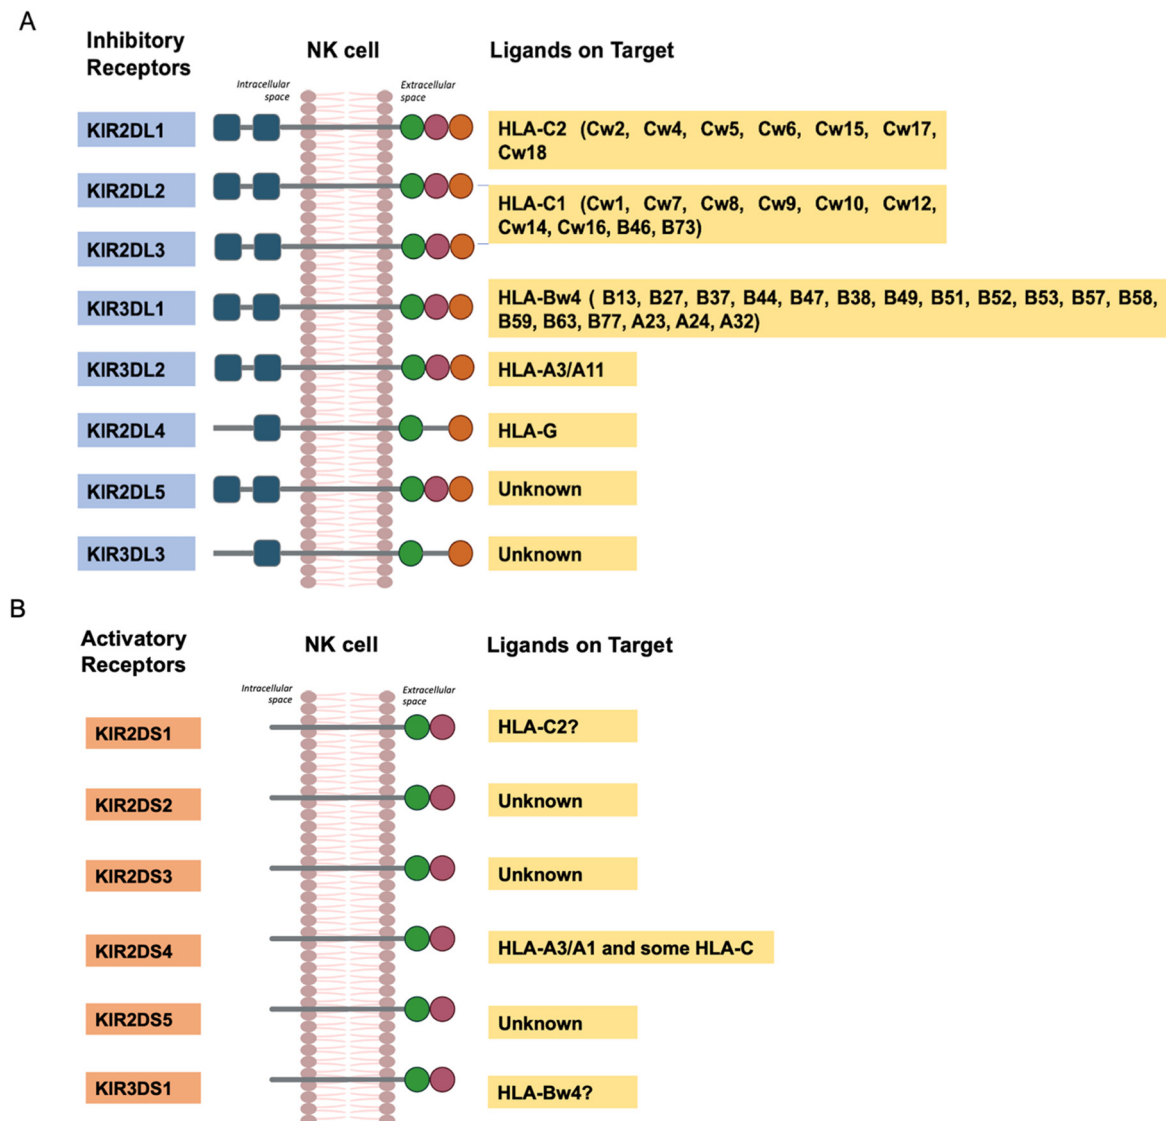 A
Inhibitory
Receptors
NK cell
Ligands on Target
Intracellular
space
Extracellular
space
KIR2DL1
HLA-C2 (Cw2, Cw4, Cw5, Cw6, Cw15, Cw17,
Cw18
KIR2DL2
HLA-C1 (Cw1, Cw7, Cw8, Cw9, Cw10, Cw12,
Cw14, Cw16, B46, B73)
KIR2DL3
KIR3DL1
HLA-Bw4 ( B13, B27, B37, B44, B47, B38, B49, B51, B52, B53, B57, B58,
B59, B63, B77, A23, A24, A32)
KIR3DL2
HLA-A3/A11
KIR2DL4
HLA-G
KIR2DL5
Unknown
KIR3DL3
Unknown
B
Activatory
Receptors
NK cell
Ligands on Target
Intracellular
space
Extracellular
space
KIR2DS1
HLA-C2?
KIR2DS2
Unknown
KIR2DS3
Unknown
KIR2DS4
HLA-A3/A1 and some HLA-C
KIR2DS5
Unknown
KIR3DS1
HLA-Bw4?